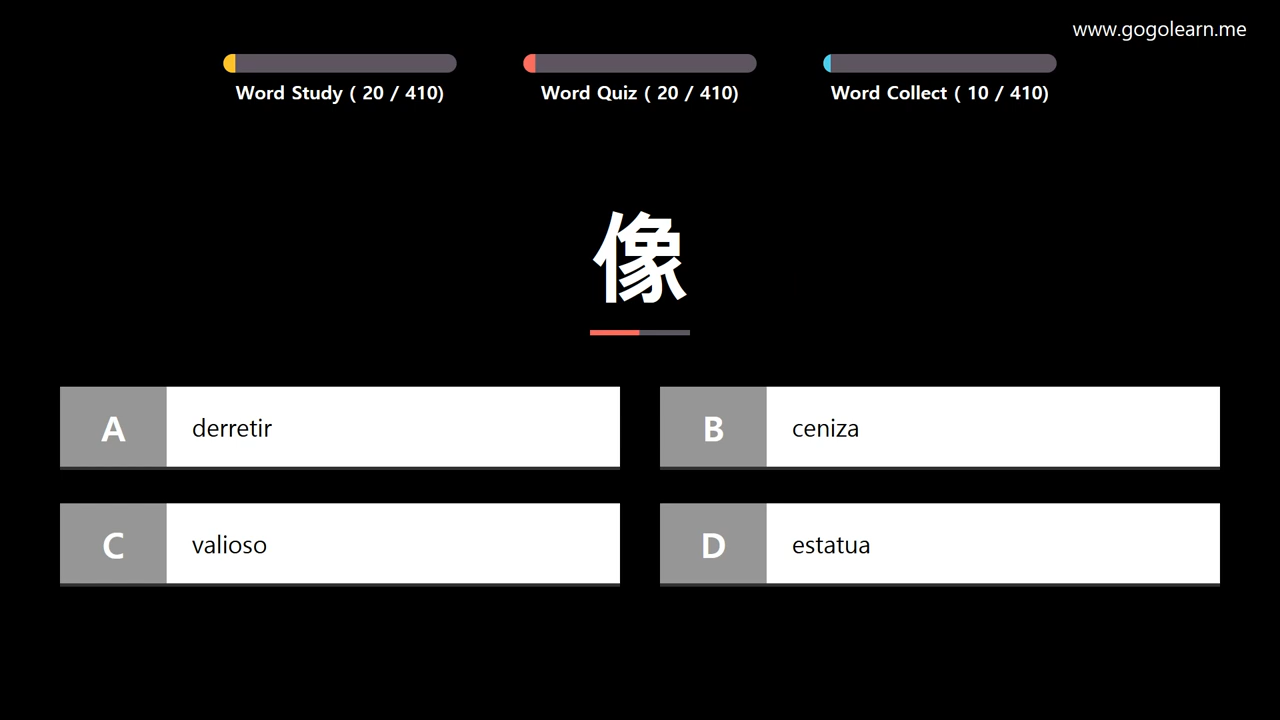 www.gogolearn.me
Word Study ( 20 / 410)
Word Quiz ( 20 / 410)
Word Collect ( 10 / 410)
像
A derretir
B ceniza
C valioso
D estatua